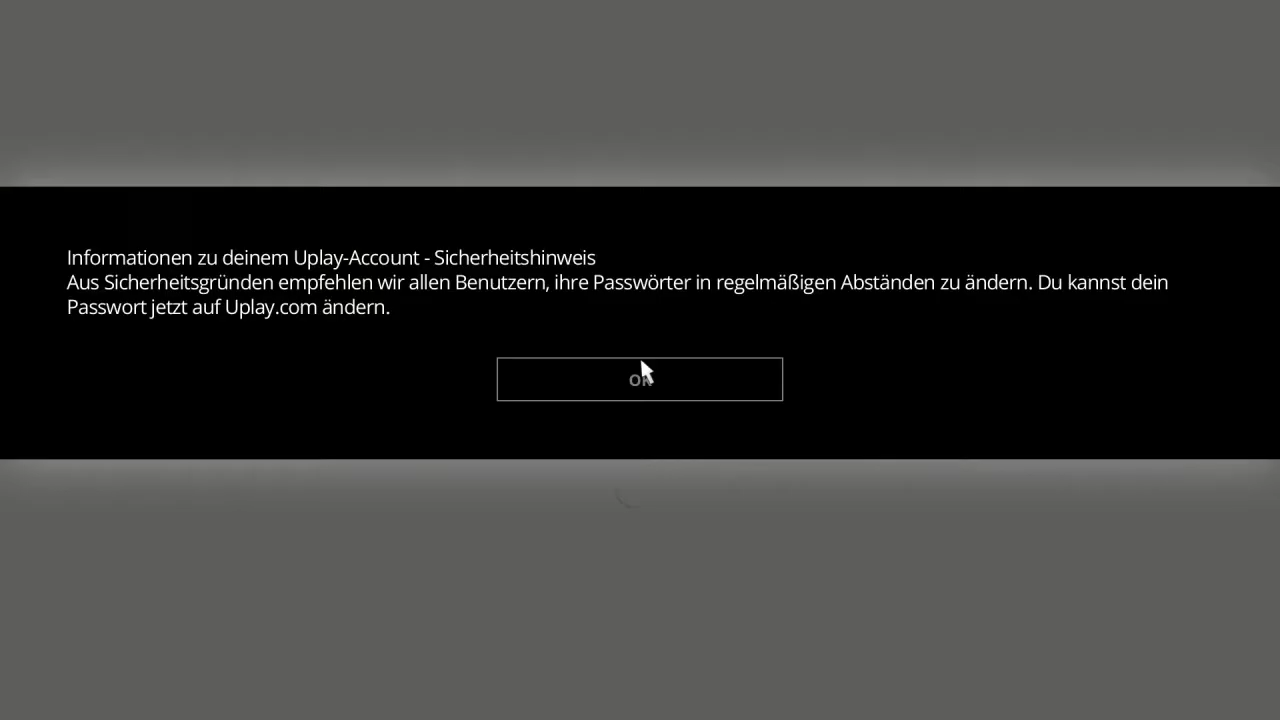 Informationen zu deinem Uplay-Account - Sicherheitshinweis
Aus Sicherheitsgründen empfehlen wir allen Benutzern, ihre Passwörter in regelmäßigen Abständen zu ändern. Du kannst dein
Passwort jetzt auf Uplay.com ändern.
OK